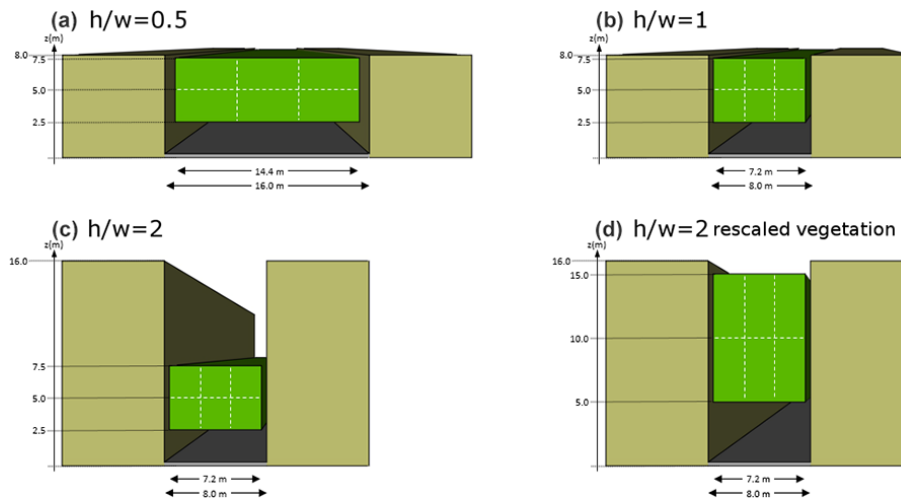 (a) h/w=0.5
z(m)
8.0
7.5
5.0
2.5
14.4 m
16.0 m
(b) h/w=1
z(m)
8.0
7.5
5.0
2.5
7.2 m
8.0 m
(c) h/w=2
z(m)
16.0
7.5
5.0
2.5
7.2 m
8.0 m
(d) h/w=2 rescaled vegetation
z(m)
16.0
15.0
10.0
5.0
7.2 m
8.0 m